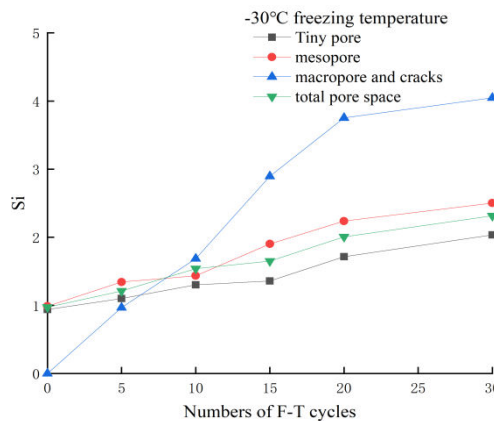 -30℃ freezing temperature
Tiny pore
mesopore
macropore and cracks
total pore space
5
4
3
2
1
0
Si
0 5 10 15 20 25 30
Numbers of F-T cycles